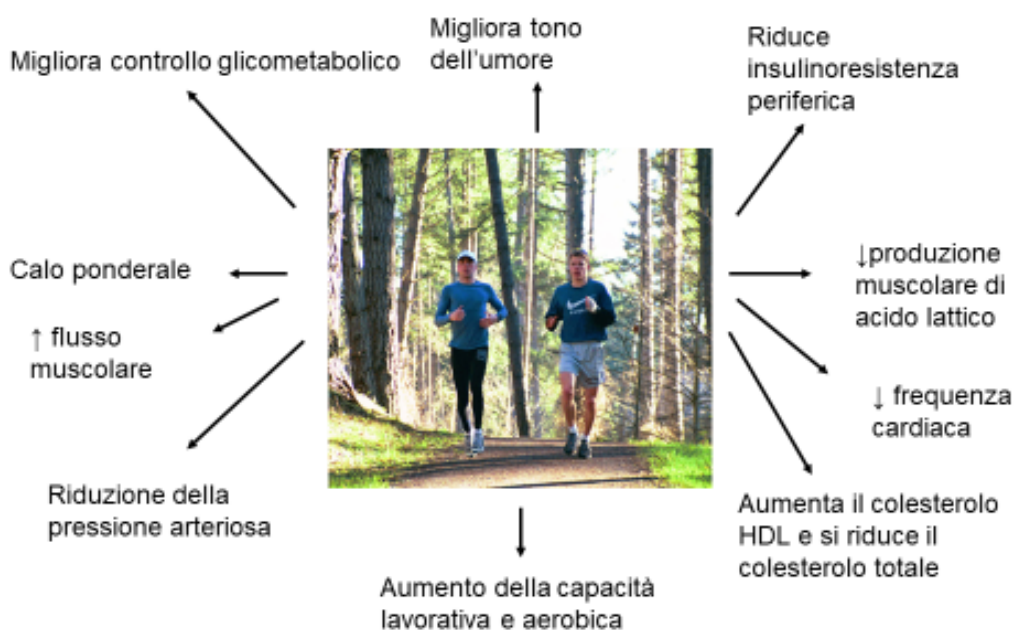 Migliora tono
dell'umore
Riduce
insulinoresistenza
periferica
Migliora controllo glicometabolico
Calo ponderale
↓produzione
muscolare di
acido lattico
↑ flusso
muscolare
↓ frequenza
cardiaca
Riduzione della
pressione arteriosa
Aumenta il colesterolo
HDL e si riduce il
colesterolo totale
Aumento della capacità
lavorativa e aerobica